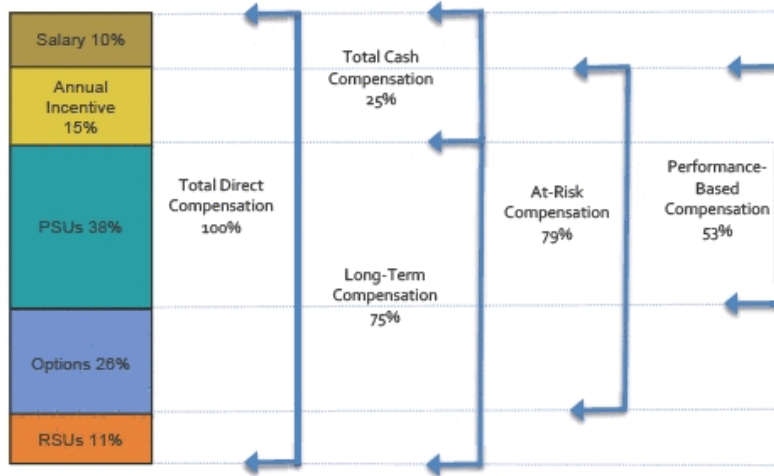 Salary 10%
Annual
Incentive
15%
PSUs 38%
Options 26%
RSUs 11%
Total Direct
Compensation
100%
Total Cash
Compensation
25%
Long-Term
Compensation
75%
At-Risk
Compensation
79%
Performance-
Based
Compensation
53%